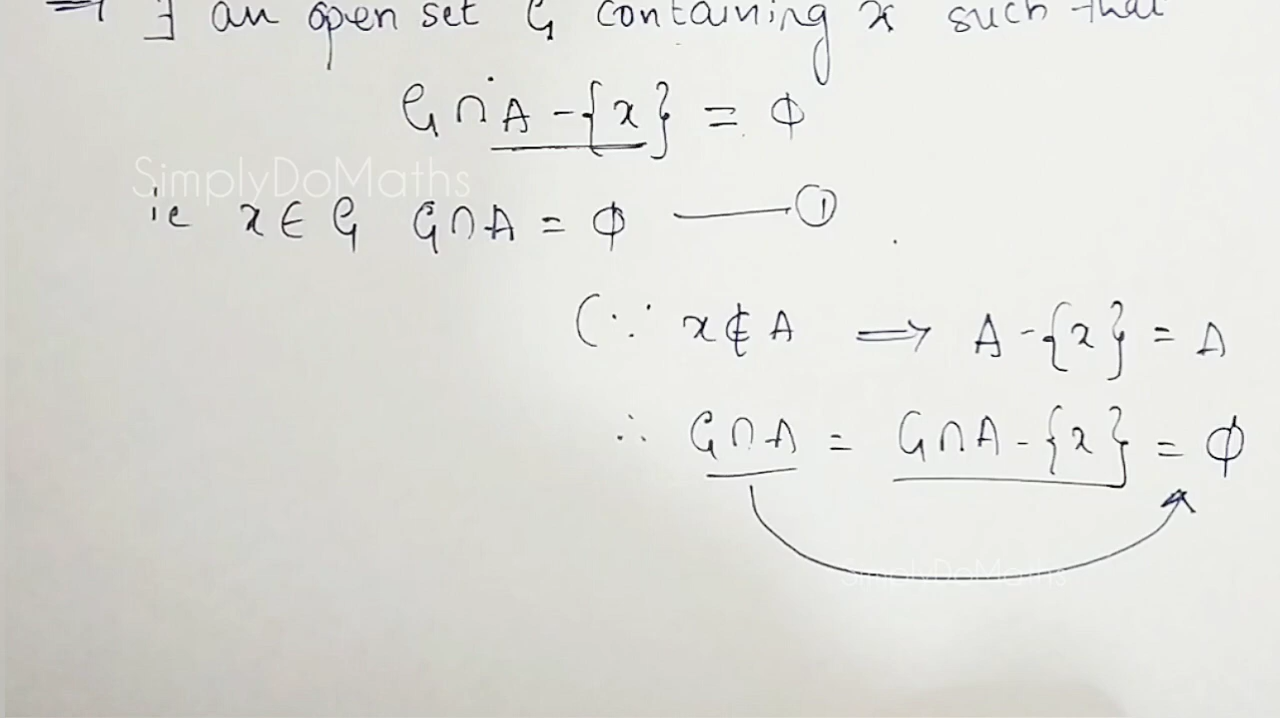 ⇒ ∃ an open set G containing x such that
G ∩ A - {x} = ϕ
SimplyDoMaths
ie x ∈ G G ∩ A = ϕ —— ①
(∵ x ∉ A ⟹ A - {x} = A
∴ G ∩ A = G ∩ A - {x} = ϕ
SimplyDoMaths